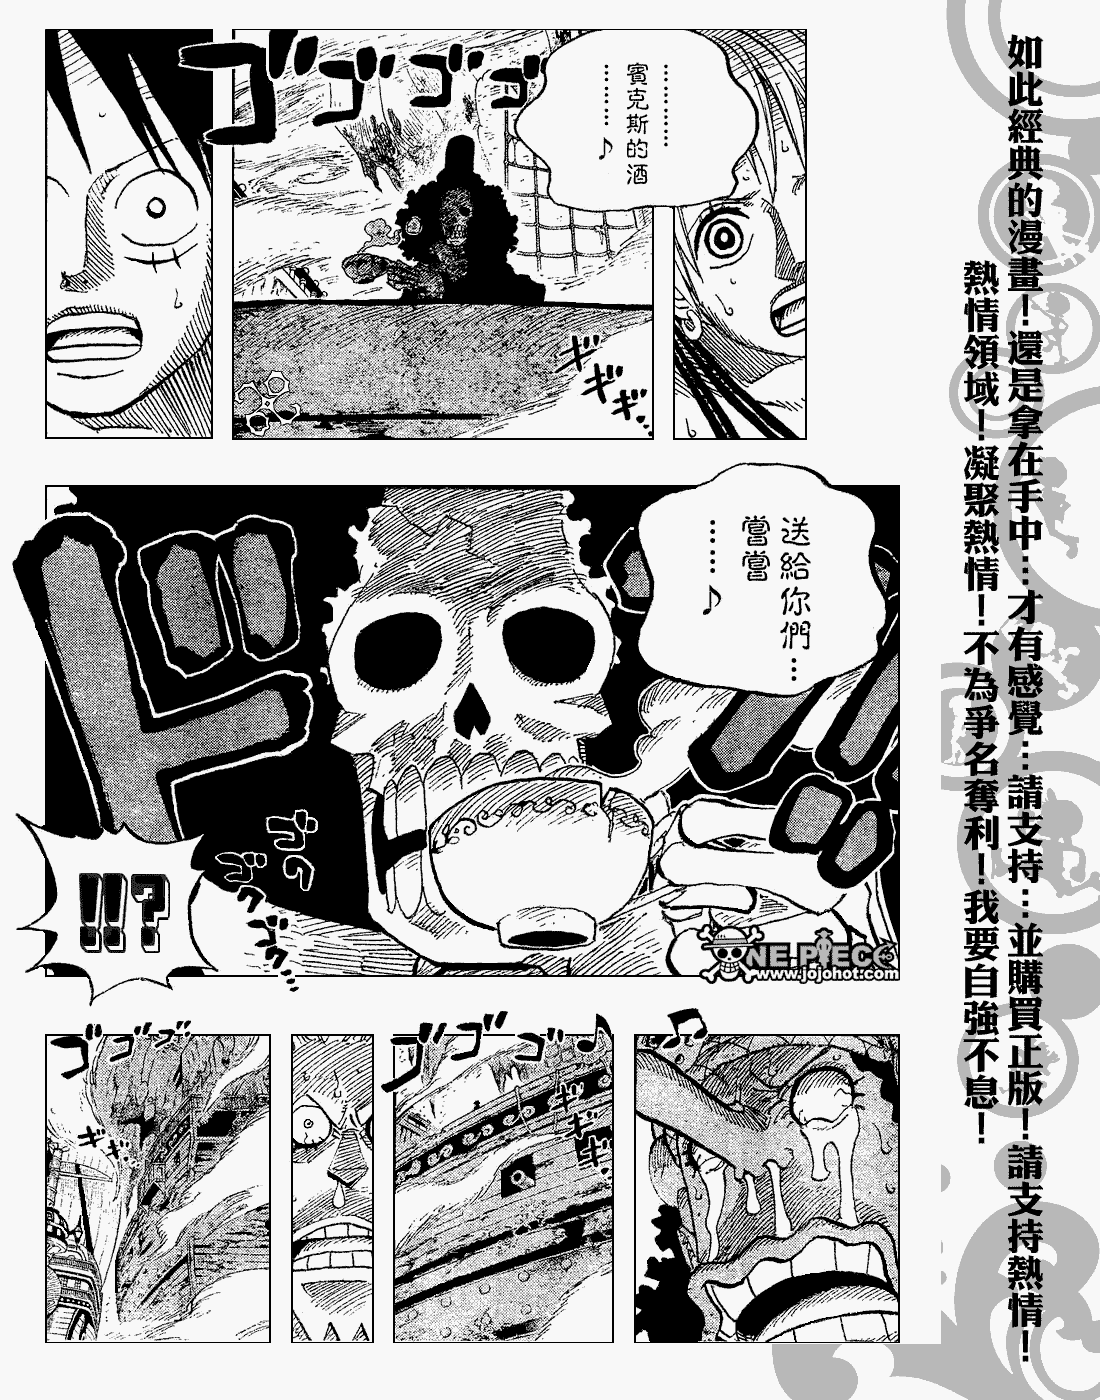 如此經典的漫畫！還是拿在手中…才有感覺…請支持…並購買正版！請支持熱情！
熱情領域！凝聚熱情！不為爭名奪利！我要自強不息！
ゴゴゴゴ
…………
賓克斯的酒
………♪
ギギギ…
送給你們…
嘗嘗
……♪
ドド
ゴゴゴゴ…
!!?
ONE PIECE
www.jojohot.com
♫
ゴゴゴ♪
ギギギ
ゴゴゴゴ
ギギギ